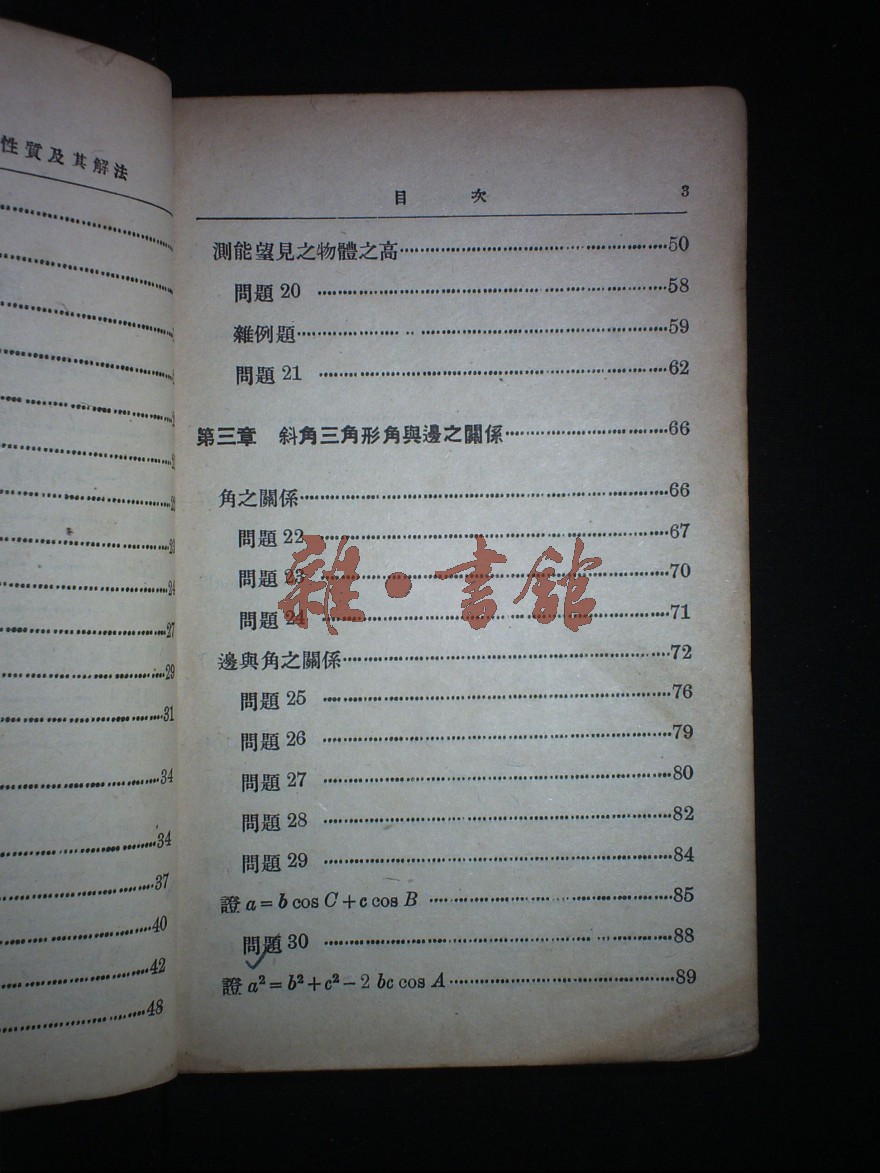 性質及其解法
24
27
29
31
34
34
37
40
42
48
目 次 3
測能望見之物體之高 50
問題 20 58
雜例題 59
問題 21 62
第三章 斜角三角形角與邊之關係 66
角之關係 66
問題 22 67
問題 23 70
問題 24 71
邊與角之關係 72
問題 25 76
問題 26 79
問題 27 80
問題 28 82
問題 29 84
證 a = b cos C + c cos B 85
問題 30 88
證 a² = b² + c² − 2 bc cos A 89
雜·書館